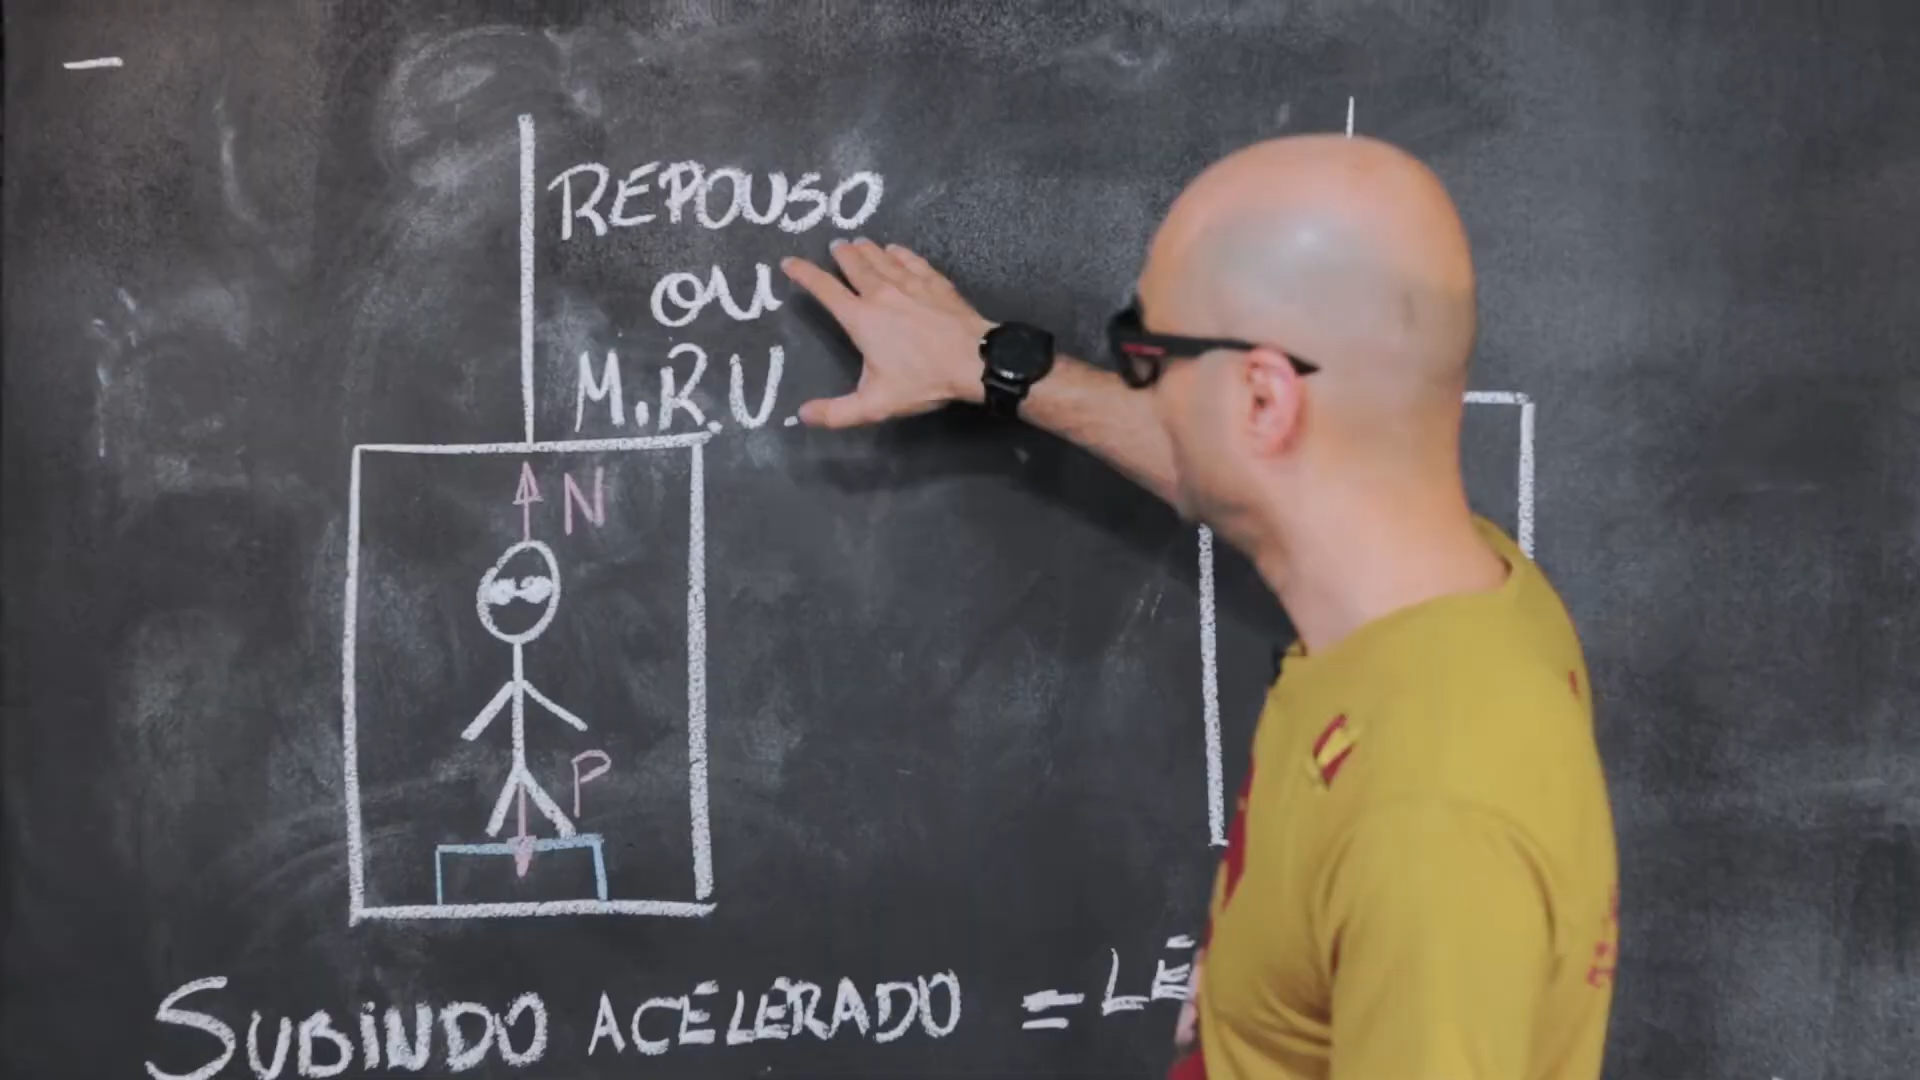 REPOUSO
OU
M.R.U.
N
P
SUBINDO ACELERADO =